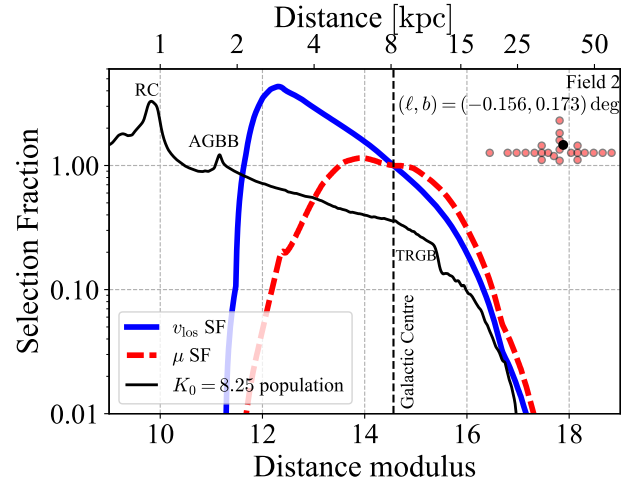 Distance [kpc]
1 2 4 8 15 25 50
Field 2
(ℓ, b) = (−0.156, 0.173) deg
RC
AGBB
TRGB
Galactic Centre
Selection Fraction
1.00
0.10
0.01
v_los SF
μ SF
K_0 = 8.25 population
10 12 14 16 18
Distance modulus